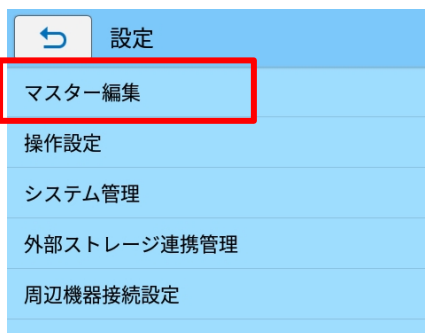 設定
マスター編集
操作設定
システム管理
外部ストレージ連携管理
周辺機器接続設定